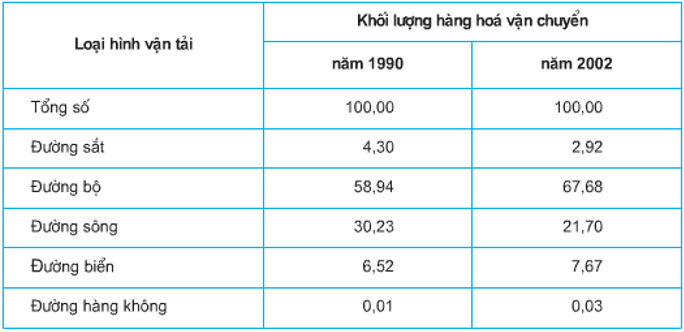 Loại hình vận tải
Khối lượng hàng hoá vận chuyển
năm 1990 năm 2002
Tổng số 100,00 100,00
Đường sắt 4,30 2,92
Đường bộ 58,94 67,68
Đường sông 30,23 21,70
Đường biển 6,52 7,67
Đường hàng không 0,01 0,03